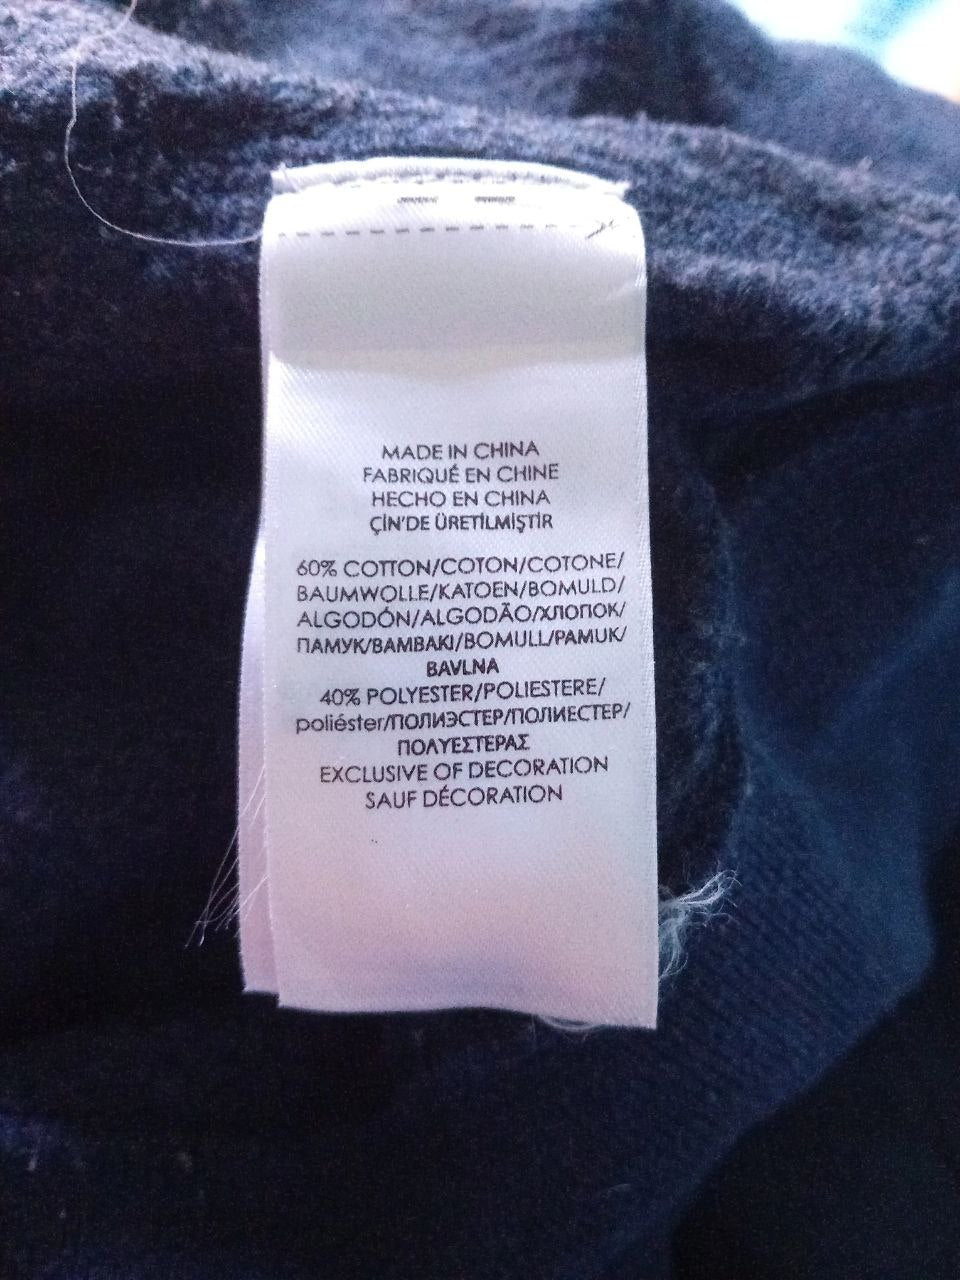 MADE IN CHINA
FABRIQUÉ EN CHINE
HECHO EN CHINA
ÇİN'DE ÜRETİLMİŞTİR
60% COTTON/COTON/COTONE/
BAUMWOLLE/KATOEN/BOMULD/
ALGODÓN/ALGODÃO/ХЛОПОК/
ПАМУК/ΒΑΜΒΑΚΙ/BOMULL/PAMUK/
BAVLNA
40% POLYESTER/POLIESTERE/
poliéster/ПОЛИЭСТЕР/ПОЛИЕСТЕР/
ΠΟΛΥΕΣΤΕΡΑΣ
EXCLUSIVE OF DECORATION
SAUF DÉCORATION